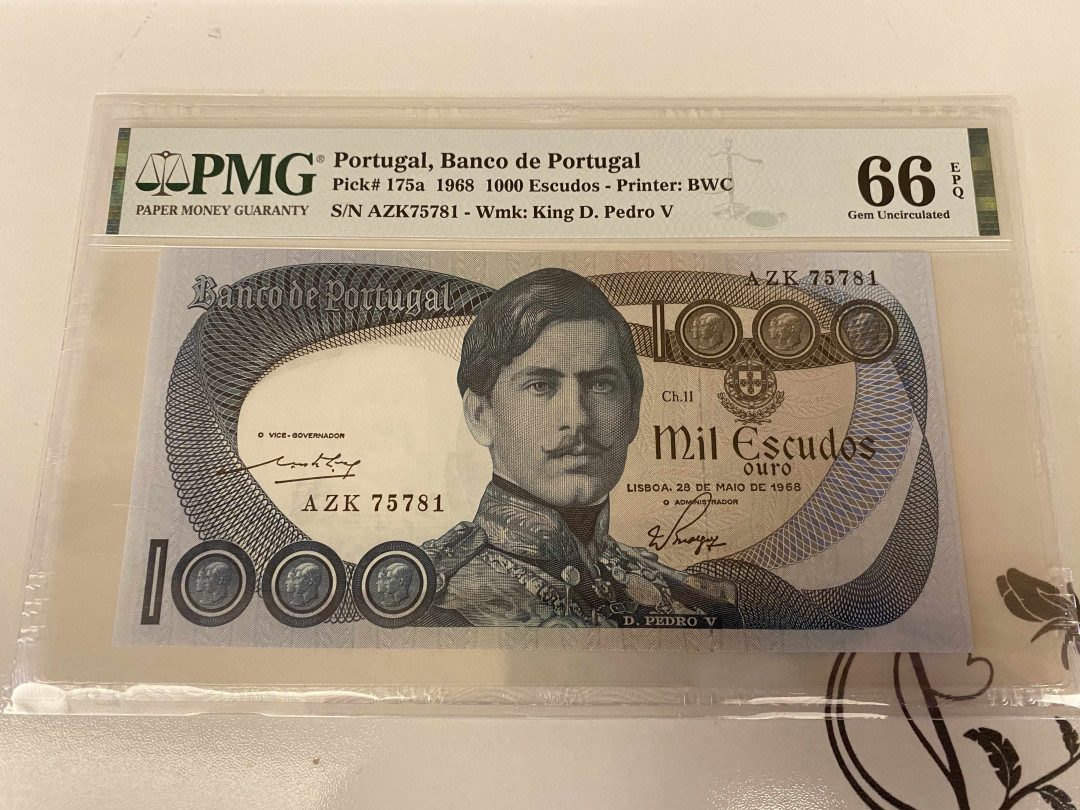 PMG®
PAPER MONEY GUARANTY
Portugal, Banco de Portugal
Pick# 175a 1968 1000 Escudos - Printer: BWC
S/N AZK75781 - Wmk: King D. Pedro V
66 EPQ
Gem Uncirculated
Banco de Portugal
AZK 75781
1000
Ch.11
Mil Escudos
ouro
LISBOA, 28 DE MAIO DE 1968
O VICE-GOVERNADOR
O ADMINISTRADOR
AZK 75781
1000
D. PEDRO V